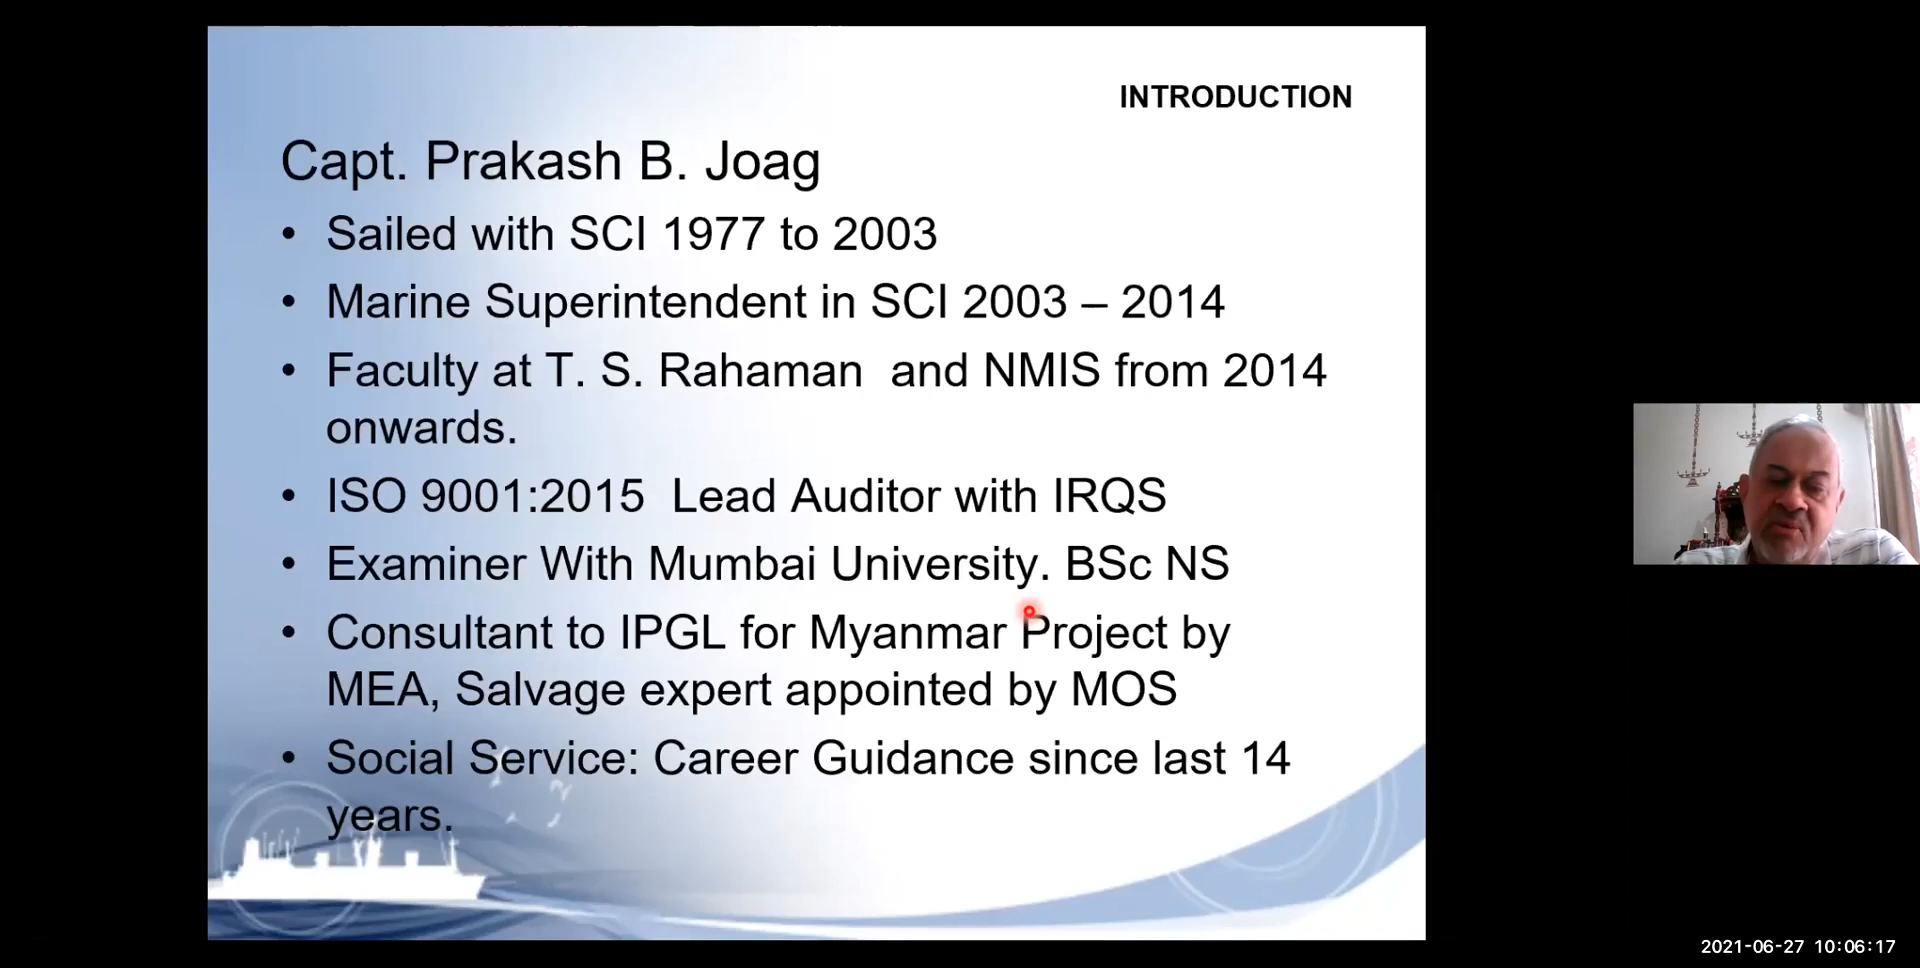 INTRODUCTION
Capt. Prakash B. Joag
• Sailed with SCI 1977 to 2003
• Marine Superintendent in SCI 2003 – 2014
• Faculty at T. S. Rahaman and NMIS from 2014
onwards.
• ISO 9001:2015 Lead Auditor with IRQS
• Examiner With Mumbai University. BSc NS
• Consultant to IPGL for Myanmar Project by
MEA, Salvage expert appointed by MOS
• Social Service: Career Guidance since last 14
years.
2021-06-27 10:06:17